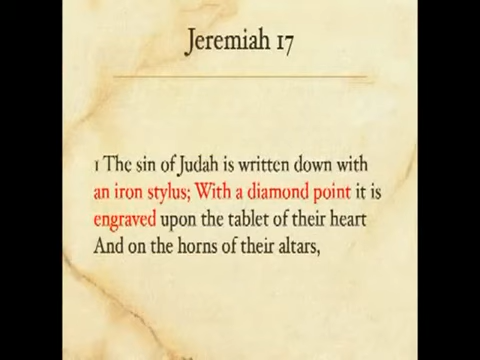 Jeremiah 17
1 The sin of Judah is written down with
an iron stylus; With a diamond point it is
engraved upon the tablet of their heart
And on the horns of their altars,